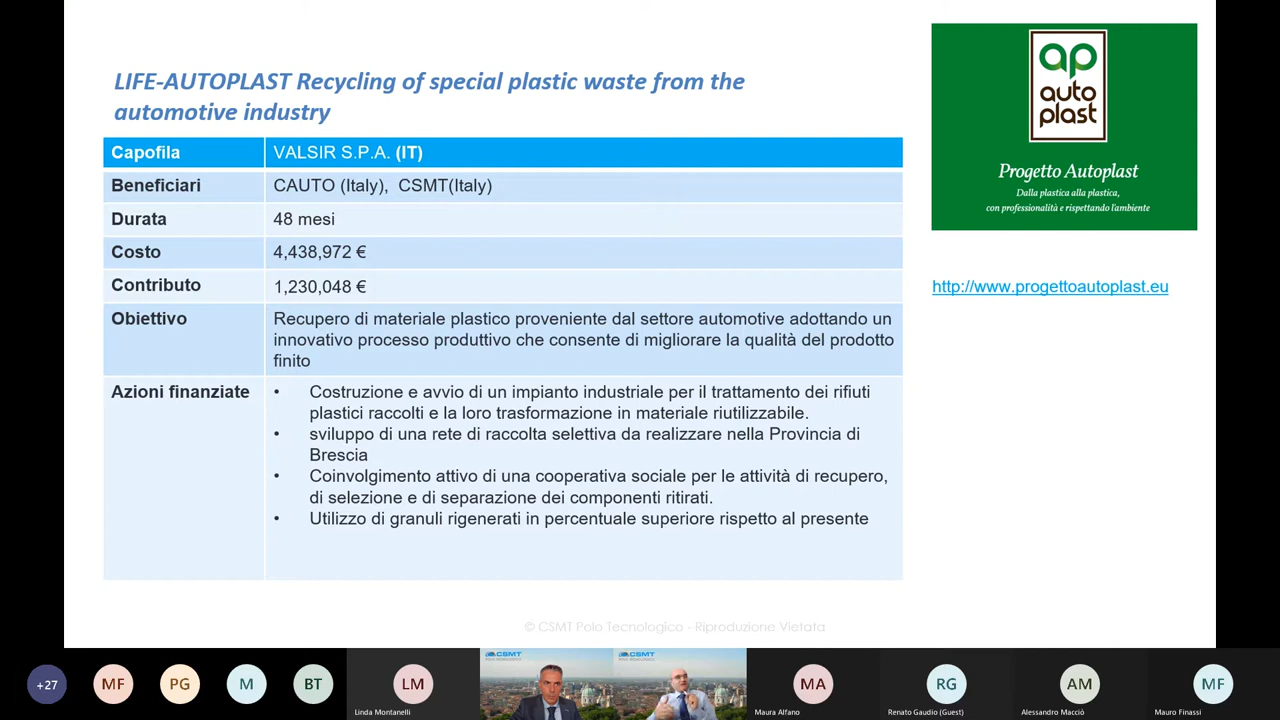 LIFE-AUTOPLAST Recycling of special plastic waste from the
automotive industry
Capofila VALSIR S.P.A. (IT)
Beneficiari CAUTO (Italy), CSMT(Italy)
Durata 48 mesi
Costo 4,438,972 €
Contributo 1,230,048 €
Obiettivo Recupero di materiale plastico proveniente dal settore automotive adottando un
innovativo processo produttivo che consente di migliorare la qualità del prodotto
finito
Azioni finanziate • Costruzione e avvio di un impianto industriale per il trattamento dei rifiuti
plastici raccolti e la loro trasformazione in materiale riutilizzabile.
• sviluppo di una rete di raccolta selettiva da realizzare nella Provincia di
Brescia
• Coinvolgimento attivo di una cooperativa sociale per le attività di recupero,
di selezione e di separazione dei componenti ritirati.
• Utilizzo di granuli rigenerati in percentuale superiore rispetto al presente
ap
auto
plast
Progetto Autoplast
Dalla plastica alla plastica,
con professionalità e rispettando l'ambiente
http://www.progettoautoplast.eu
© CSMT Polo Tecnologico - Riproduzione Vietata
+27
MF
PG
M
BT
LM
Linda Montanelli
CSMT
CSMT
MA
Maura Alfano
RG
Renato Gaudio (Guest)
AM
Alessandro Macciò
MF
Mauro Finassi